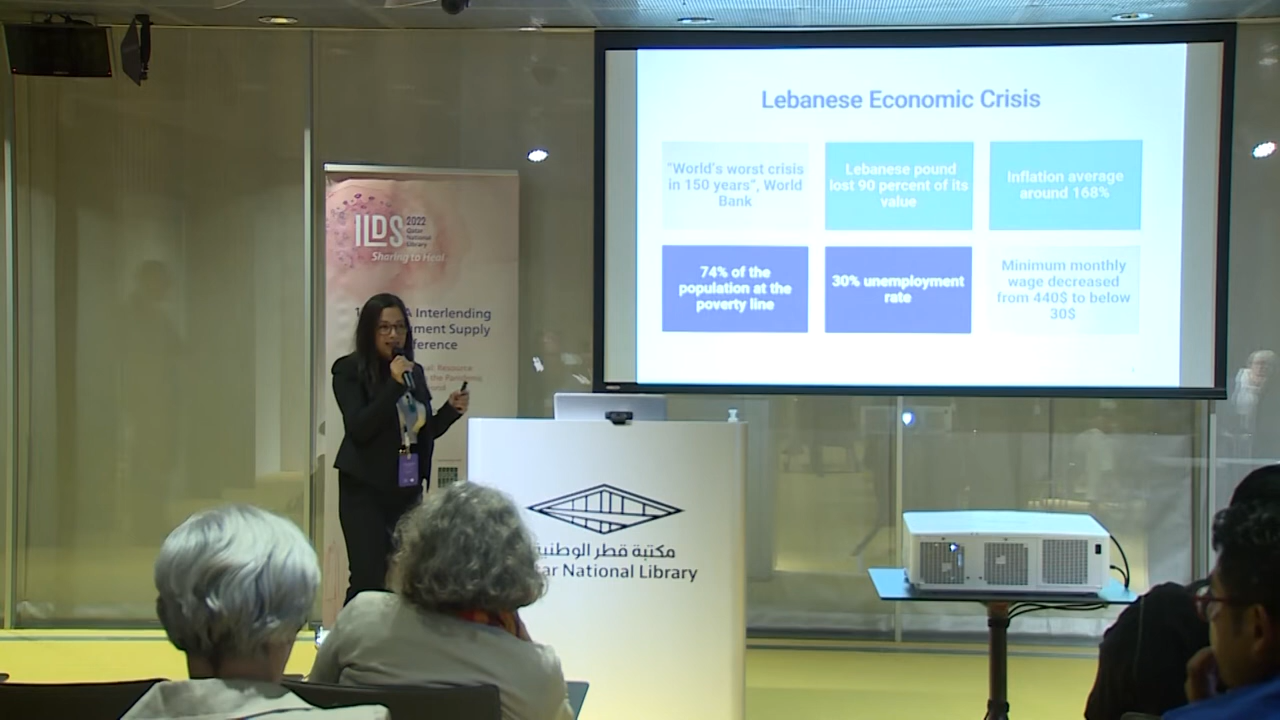 Lebanese Economic Crisis
"World's worst crisis
in 150 years", World
Bank
Lebanese pound
lost 90 percent of its
value
Inflation average
around 168%
74% of the
population at the
poverty line
30% unemployment
rate
Minimum monthly
wage decreased
from 440$ to below
30$
ILDS
2022
Qatar
National
Library
Sharing to Heal
Interlending
Supply
Resource
the Pandemic
مكتبة قطر الوطنية
National Library